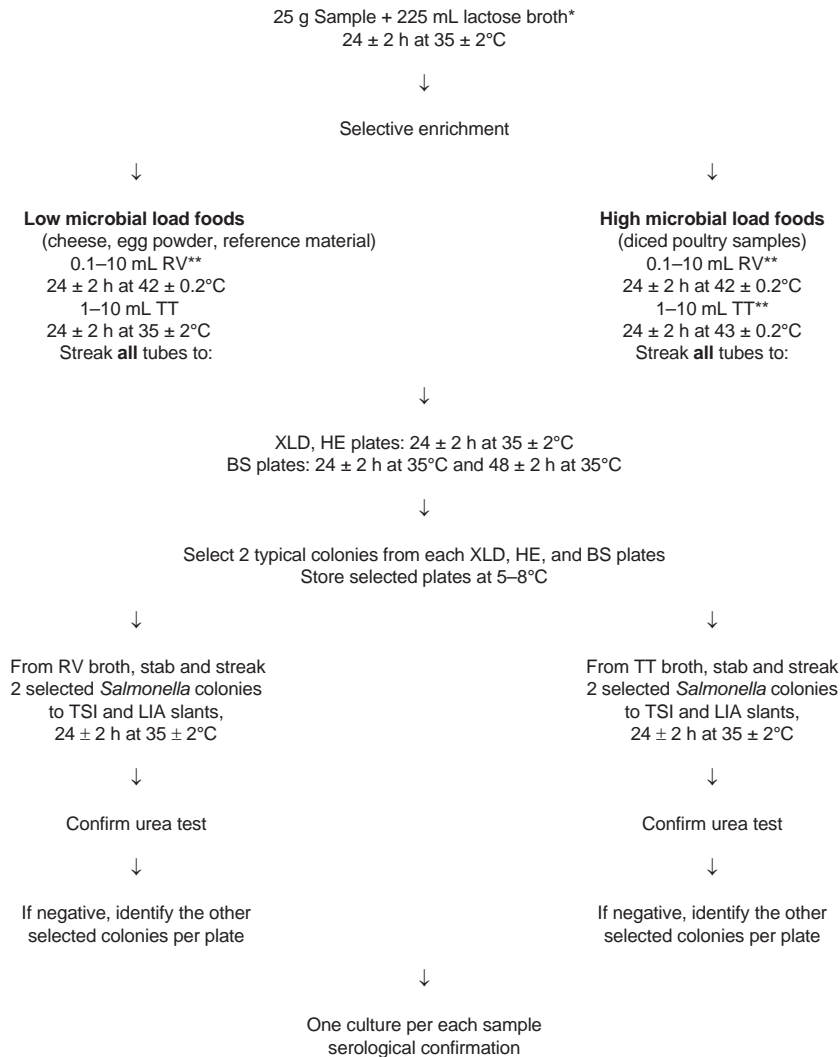 25 g Sample + 225 mL lactose broth*
24 ± 2 h at 35 ± 2°C
↓
Selective enrichment
↓
↓
Low microbial load foods
(cheese, egg powder, reference material)
0.1–10 mL RV**
24 ± 2 h at 42 ± 0.2°C
1–10 mL TT
24 ± 2 h at 35 ± 2°C
Streak all tubes to:
High microbial load foods
(diced poultry samples)
0.1–10 mL RV**
24 ± 2 h at 42 ± 0.2°C
1–10 mL TT**
24 ± 2 h at 43 ± 0.2°C
Streak all tubes to:
↓
XLD, HE plates: 24 ± 2 h at 35 ± 2°C
BS plates: 24 ± 2 h at 35°C and 48 ± 2 h at 35°C
↓
Select 2 typical colonies from each XLD, HE, and BS plates
Store selected plates at 5–8°C
↓
↓
From RV broth, stab and streak
2 selected Salmonella colonies
to TSI and LIA slants,
24 ± 2 h at 35 ± 2°C
↓
Confirm urea test
↓
If negative, identify the other
selected colonies per plate
From TT broth, stab and streak
2 selected Salmonella colonies
to TSI and LIA slants,
24 ± 2 h at 35 ± 2°C
↓
Confirm urea test
↓
If negative, identify the other
selected colonies per plate
↓
One culture per each sample
serological confirmation